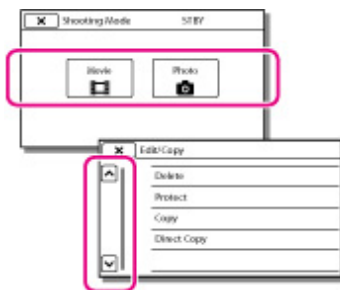 Shooting Mode STBY
Movie Photo
Edit/Copy
Delete
Protect
Copy
Direct Copy